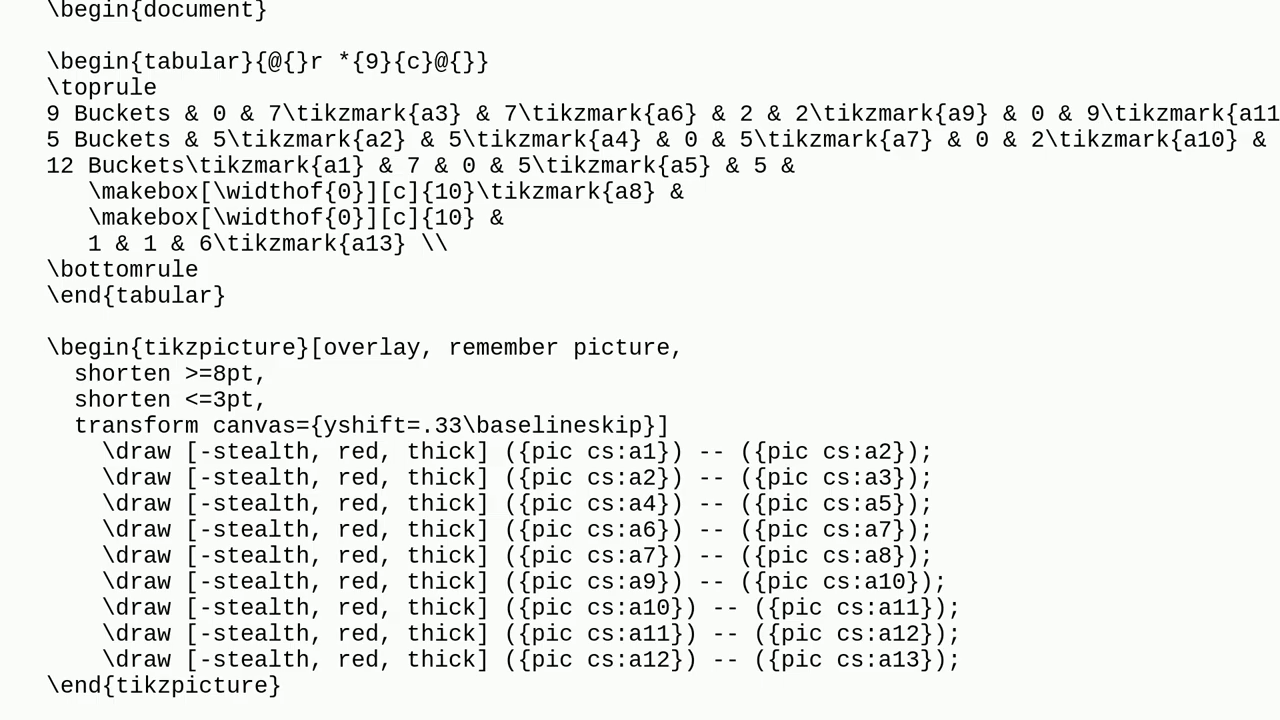 \begin{document}

\begin{tabular}{@{}r *{9}{c}@{}}
\toprule
9 Buckets & 0 & 7\tikzmark{a3} & 7\tikzmark{a6} & 2 & 2\tikzmark{a9} & 0 & 9\tikzmark{a11
5 Buckets & 5\tikzmark{a2} & 5\tikzmark{a4} & 0 & 5\tikzmark{a7} & 0 & 2\tikzmark{a10} &
12 Buckets\tikzmark{a1} & 7 & 0 & 5\tikzmark{a5} & 5 &
   \makebox[\widthof{0}][c]{10}\tikzmark{a8} &
   \makebox[\widthof{0}][c]{10} &
   1 & 1 & 6\tikzmark{a13} \\
\bottomrule
\end{tabular}

\begin{tikzpicture}[overlay, remember picture,
  shorten >=8pt,
  shorten <=3pt,
  transform canvas={yshift=.33\baselineskip}]
    \draw [-stealth, red, thick] ({pic cs:a1}) -- ({pic cs:a2});
    \draw [-stealth, red, thick] ({pic cs:a2}) -- ({pic cs:a3});
    \draw [-stealth, red, thick] ({pic cs:a4}) -- ({pic cs:a5});
    \draw [-stealth, red, thick] ({pic cs:a6}) -- ({pic cs:a7});
    \draw [-stealth, red, thick] ({pic cs:a7}) -- ({pic cs:a8});
    \draw [-stealth, red, thick] ({pic cs:a9}) -- ({pic cs:a10});
    \draw [-stealth, red, thick] ({pic cs:a10}) -- ({pic cs:a11});
    \draw [-stealth, red, thick] ({pic cs:a11}) -- ({pic cs:a12});
    \draw [-stealth, red, thick] ({pic cs:a12}) -- ({pic cs:a13});
\end{tikzpicture}